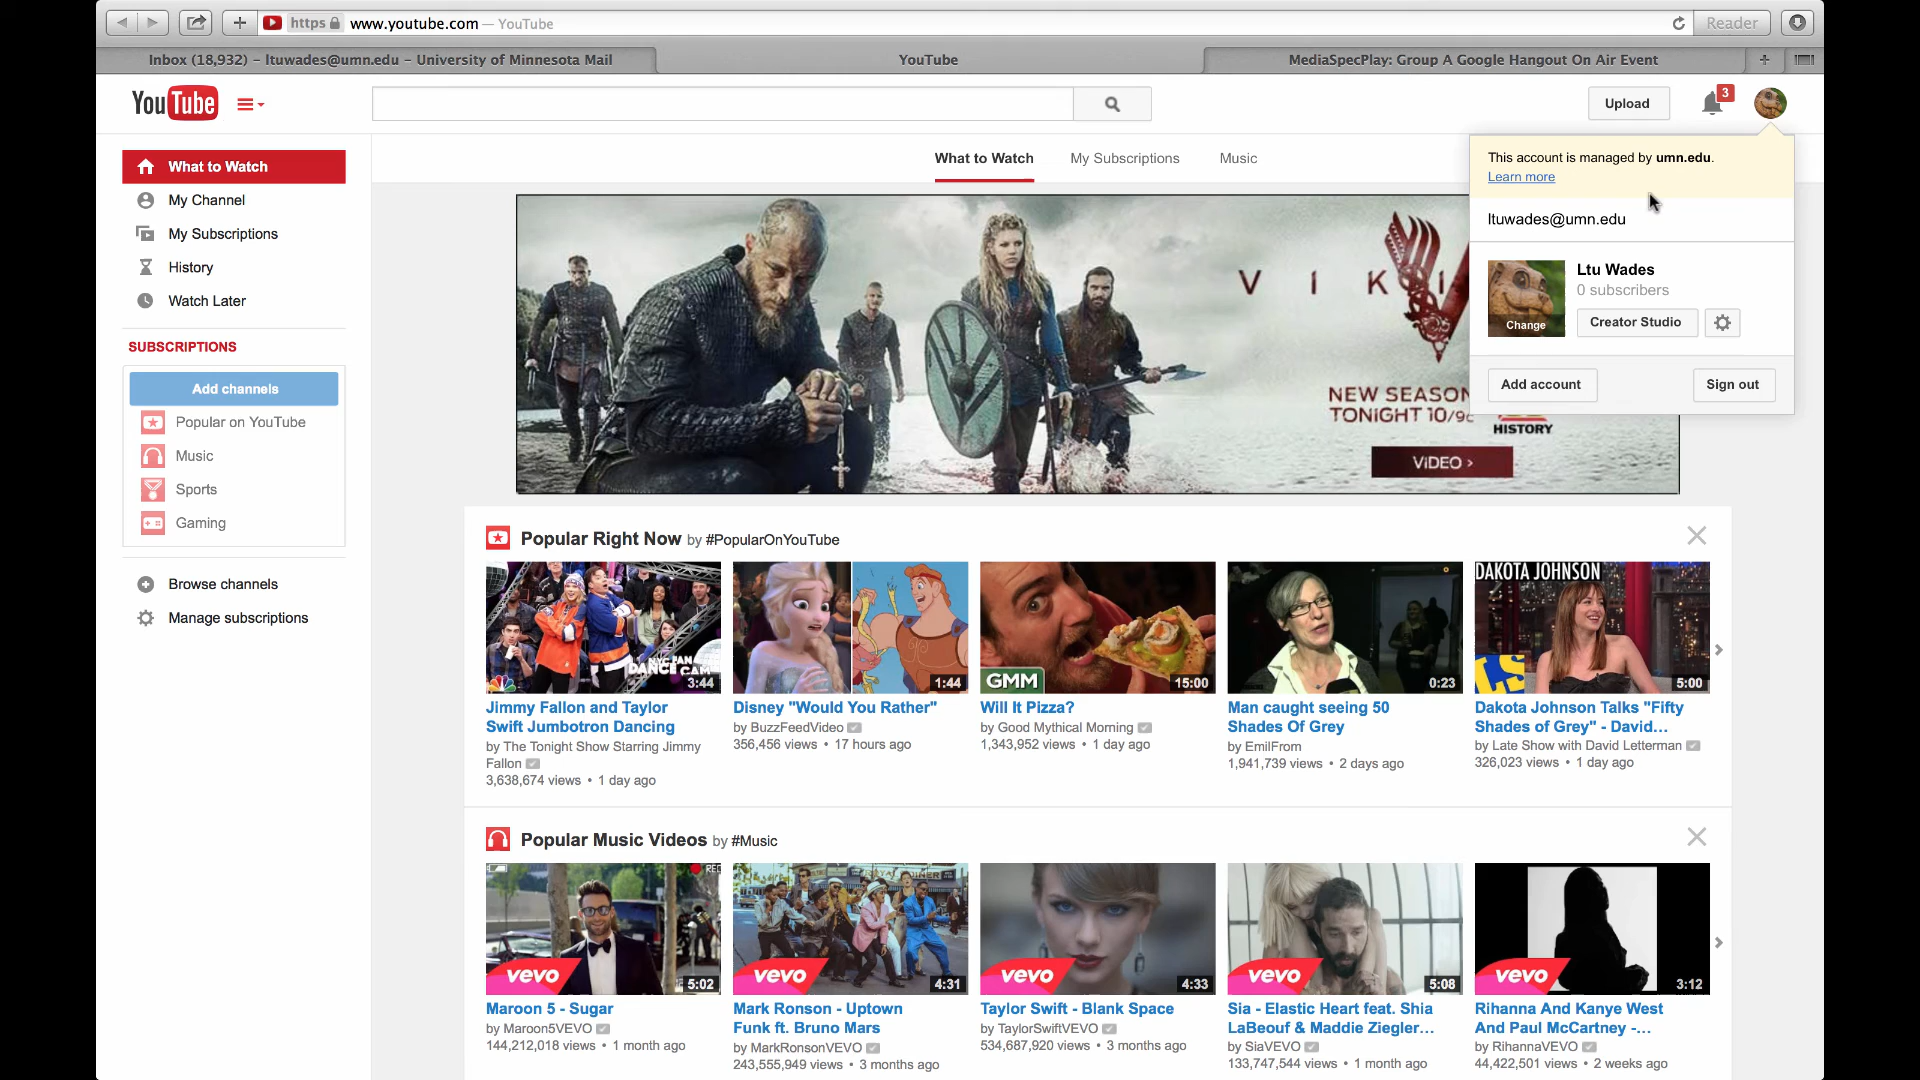 https www.youtube.com — YouTube
Reader
Inbox (18,932) – ltuwades@umn.edu – University of Minnesota Mail
YouTube
MediaSpecPlay: Group A Google Hangout On Air Event
YouTube
Upload
3
What to Watch
My Channel
My Subscriptions
History
Watch Later
SUBSCRIPTIONS
Add channels
Popular on YouTube
Music
Sports
Gaming
Browse channels
Manage subscriptions
What to Watch
My Subscriptions
Music
This account is managed by umn.edu.
Learn more
ltuwades@umn.edu
Ltu Wades
0 subscribers
Change
Creator Studio
Add account
Sign out
NEW SEASON
TONIGHT 10/9c
HISTORY
VIDEO >
Popular Right Now by #PopularOnYouTube
NYC FAN
DANCE CAM
3:44
Jimmy Fallon and Taylor
Swift Jumbotron Dancing
by The Tonight Show Starring Jimmy
Fallon
3,638,674 views • 1 day ago
1:44
Disney "Would You Rather"
by BuzzFeedVideo
356,456 views • 17 hours ago
GMM
15:00
Will It Pizza?
by Good Mythical Morning
1,343,952 views • 1 day ago
0:23
Man caught seeing 50
Shades Of Grey
by EmilFrom
1,941,739 views • 2 days ago
DAKOTA JOHNSON
LS
5:00
Dakota Johnson Talks "Fifty
Shades of Grey" - David...
by Late Show with David Letterman
326,023 views • 1 day ago
Popular Music Videos by #Music
REC
vevo
5:02
Maroon 5 - Sugar
by Maroon5VEVO
144,212,018 views • 1 month ago
vevo
4:31
Mark Ronson - Uptown
Funk ft. Bruno Mars
by MarkRonsonVEVO
243,555,949 views • 3 months ago
vevo
4:33
Taylor Swift - Blank Space
by TaylorSwiftVEVO
534,687,920 views • 3 months ago
vevo
5:08
Sia - Elastic Heart feat. Shia
LaBeouf & Maddie Ziegler...
by SiaVEVO
133,747,544 views • 1 month ago
vevo
3:12
Rihanna And Kanye West
And Paul McCartney -...
by RihannaVEVO
44,422,501 views • 2 weeks ago